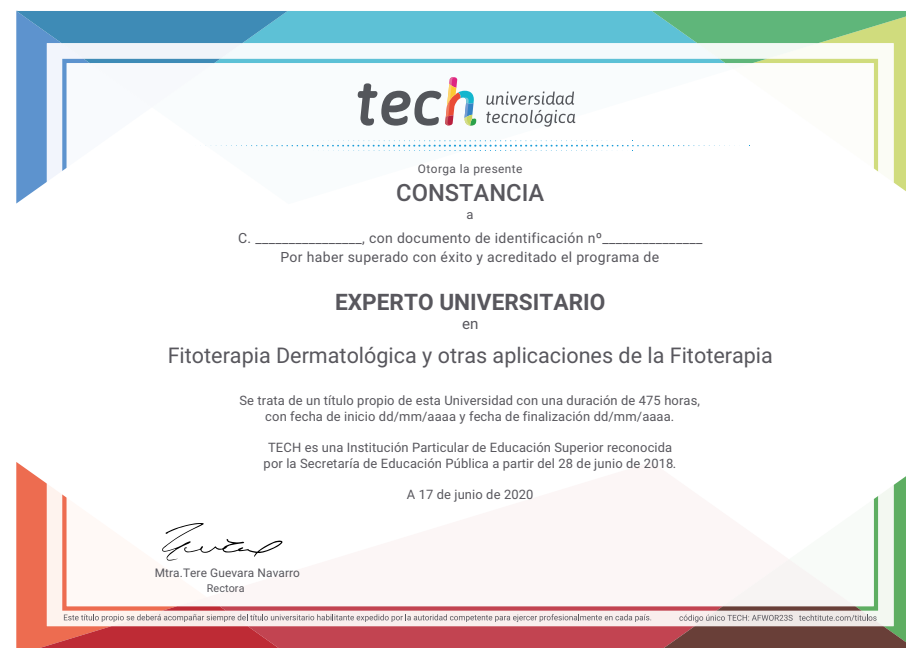 tech universidad
tecnológica
Otorga la presente
CONSTANCIA
a
C. ________________, con documento de identificación nº_______________
Por haber superado con éxito y acreditado el programa de
EXPERTO UNIVERSITARIO
en
Fitoterapia Dermatológica y otras aplicaciones de la Fitoterapia
Se trata de un título propio de esta Universidad con una duración de 475 horas,
con fecha de inicio dd/mm/aaaa y fecha de finalización dd/mm/aaaa.
TECH es una Institución Particular de Educación Superior reconocida
por la Secretaría de Educación Pública a partir del 28 de junio de 2018.
A 17 de junio de 2020
Mtra.Tere Guevara Navarro
Rectora
Este título propio se deberá acompañar siempre del título universitario habilitante expedido por la autoridad competente para ejercer profesionalmente en cada país. código único TECH: AFWOR23S techtitute.com/titulos